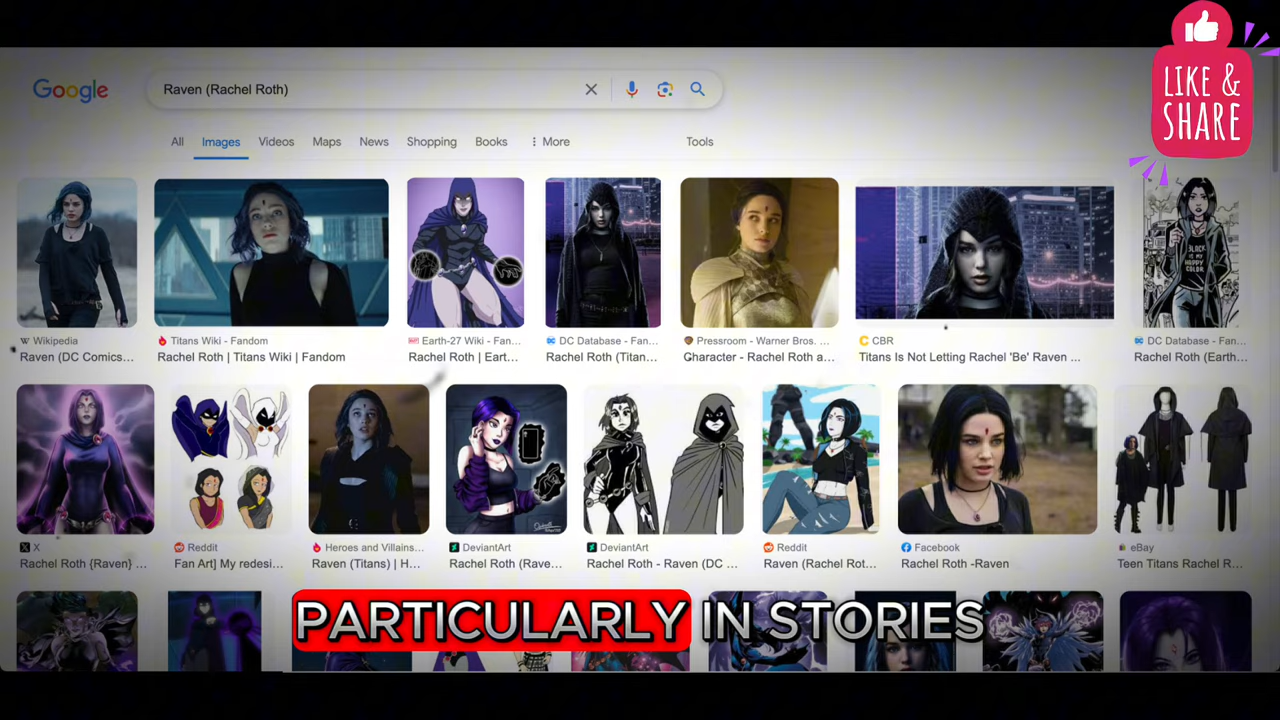 LIKE &
SHARE
Google
Raven (Rachel Roth)
All Images Videos Maps News Shopping Books More Tools
BLACK
IS MY
HAPPY
COLOR.
Wikipedia
Raven (DC Comics...
Titans Wiki - Fandom
Rachel Roth | Titans Wiki | Fandom
Earth-27 Wiki - Fan...
Rachel Roth | Eart...
DC Database - Fan...
Rachel Roth (Titan...
Pressroom - Warner Bros. ...
Character - Rachel Roth a...
CBR
Titans Is Not Letting Rachel 'Be' Raven ...
DC Database - Fan...
Rachel Roth (Earth...
X
Rachel Roth {Raven} ...
Reddit
Fan Art] My redesi...
Heroes and Villains...
Raven (Titans) | H...
DeviantArt
Rachel Roth (Rave...
DeviantArt
Rachel Roth - Raven (DC ...
Reddit
Raven (Rachel Rot...
Facebook
Rachel Roth -Raven
eBay
Teen Titans Rachel R...
PARTICULARLY IN STORIES